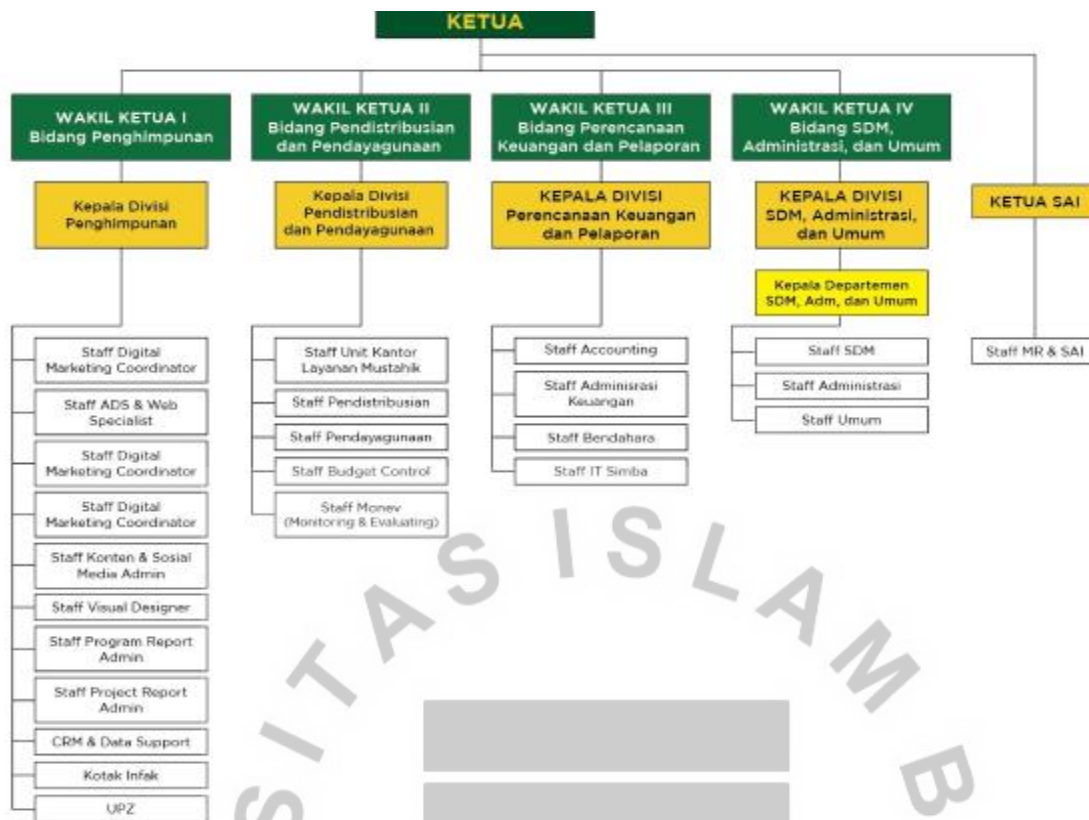 KETUA
WAKIL KETUA I
Bidang Penghimpunan
WAKIL KETUA II
Bidang Pendistribusian
dan Pendayagunaan
WAKIL KETUA III
Bidang Perencanaan
Keuangan dan Pelaporan
WAKIL KETUA IV
Bidang SDM,
Administrasi, dan Umum
Kepala Divisi
Penghimpunan
Kepala Divisi
Pendistribusian
dan Pendayagunaan
KEPALA DIVISI
Perencanaan Keuangan
dan Pelaporan
KEPALA DIVISI
SDM, Administrasi,
dan Umum
KETUA SAI
Kepala Departemen
SDM, Adm, dan Umum
Staff Digital
Marketing Coordinator
Staff ADS & Web
Specialist
Staff Digital
Marketing Coordinator
Staff Digital
Marketing Coordinator
Staff Konten & Sosial
Media Admin
Staff Visual Designer
Staff Program Report
Admin
Staff Project Report
Admin
CRM & Data Support
Kotak Infak
UPZ
Staff Unit Kantor
Layanan Mustahik
Staff Pendistribusian
Staff Pendayagunaan
Staff Budget Control
Staff Monev
(Monitoring & Evaluating)
Staff Accounting
Staff Adminisrasi
Keuangan
Staff Bendahara
Staff IT Simba
Staff SDM
Staff Administrasi
Staff Umum
Staff MR & SAI
SITAS ISLAM B